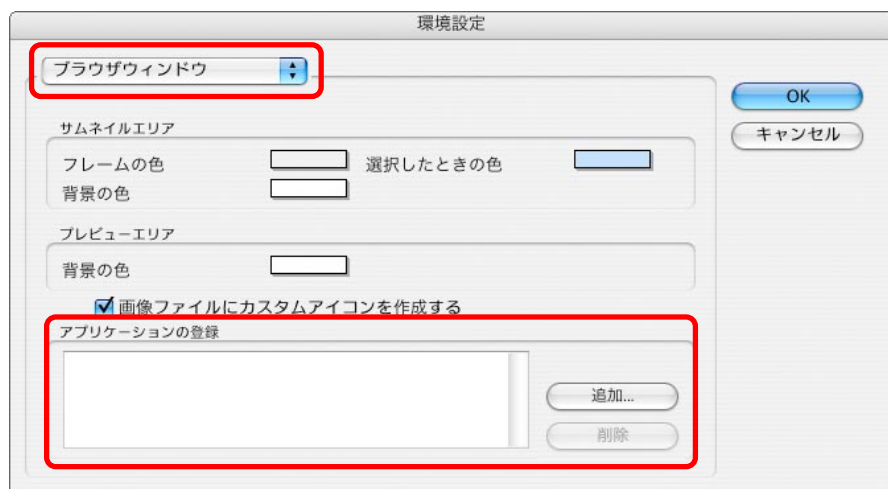 環境設定
ブラウザウィンドウ
OK
キャンセル
サムネイルエリア
フレームの色 選択したときの色
背景の色
プレビューエリア
背景の色
画像ファイルにカスタムアイコンを作成する
アプリケーションの登録
追加...
削除